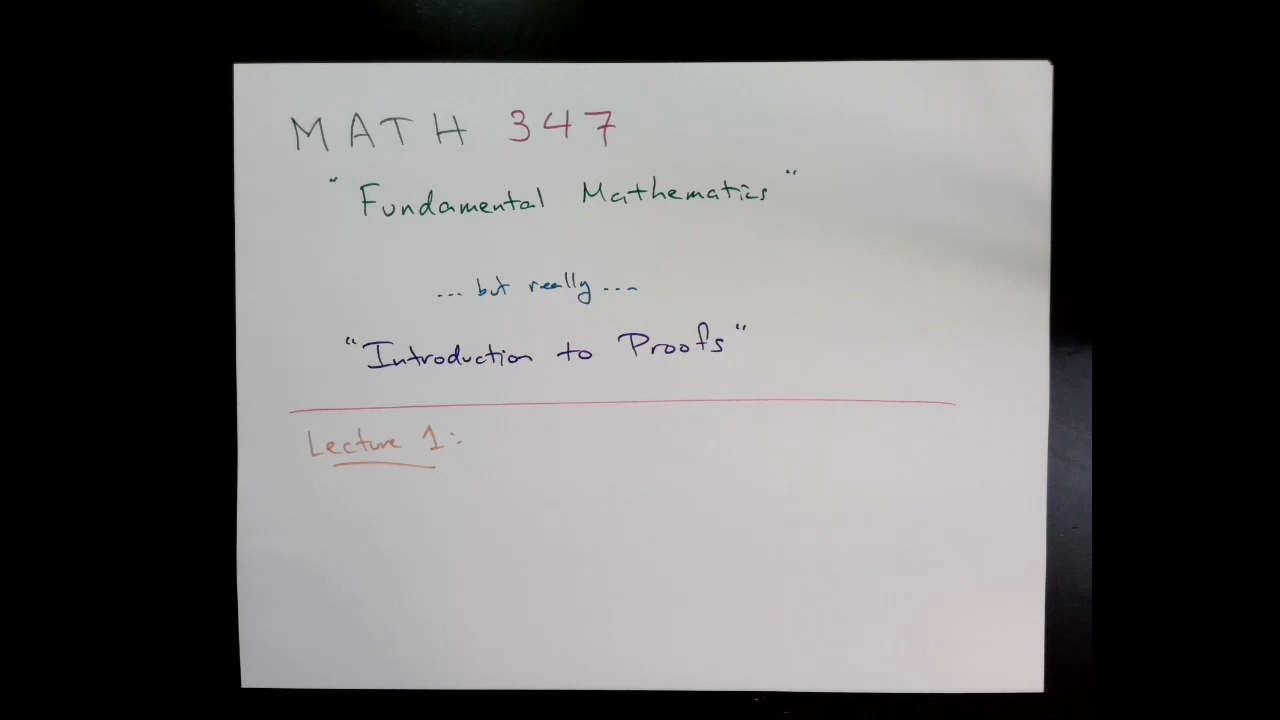 MATH 347
"Fundamental Mathematics"
... but really ...
"Introduction to Proofs"
Lecture 1: